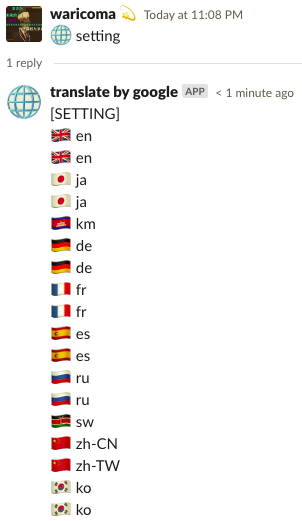 waricoma 💫 Today at 11:08 PM
🌐 setting
1 reply
translate by google APP < 1 minute ago
[SETTING]
🇬🇧 en
🇬🇧 en
🇯🇵 ja
🇯🇵 ja
🇰🇭 km
🇩🇪 de
🇩🇪 de
🇫🇷 fr
🇫🇷 fr
🇪🇸 es
🇪🇸 es
🇷🇺 ru
🇷🇺 ru
🇰🇪 sw
🇨🇳 zh-CN
🇨🇳 zh-TW
🇰🇷 ko
🇰🇷 ko